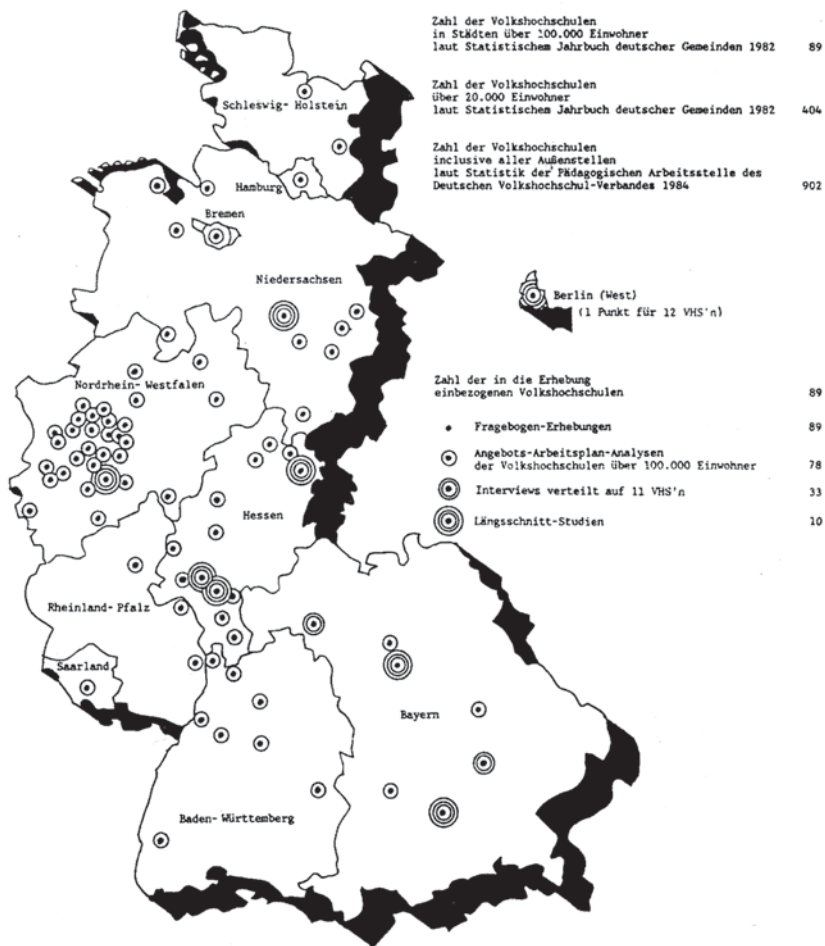 Zahl der Volkshochschulen
in Städten über 100.000 Einwohner
laut Statistischem Jahrbuch deutscher Gemeinden 1982 89
Zahl der Volkshochschulen
über 20.000 Einwohner
laut Statistischem Jahrbuch deutscher Gemeinden 1982 404
Zahl der Volkshochschulen
inclusive aller Außenstellen
laut Statistik der Pädagogischen Arbeitsstelle des
Deutschen Volkshochschul-Verbandes 1984 902
Schleswig-Holstein
Hamburg
Bremen
Niedersachsen
Berlin (West)
(1 Punkt für 12 VHS'n)
Nordrhein-Westfalen
Zahl der in die Erhebung
einbezogenen Volkshochschulen 89
Fragebogen-Erhebungen 89
Angebots-Arbeitsplan-Analysen
der Volkshochschulen über 100.000 Einwohner 78
Interviews verteilt auf 11 VHS'n 33
Längsschnitt-Studien 10
Hessen
Rheinland-Pfalz
Saarland
Bayern
Baden-Württemberg